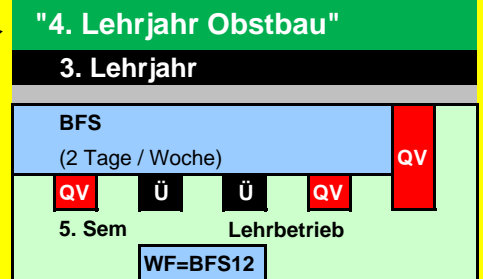 "4. Lehrjahr Obstbau"
3. Lehrjahr
BFS
(2 Tage / Woche)
QV
QV Ü Ü QV
5. Sem Lehrbetrieb
WF=BFS12